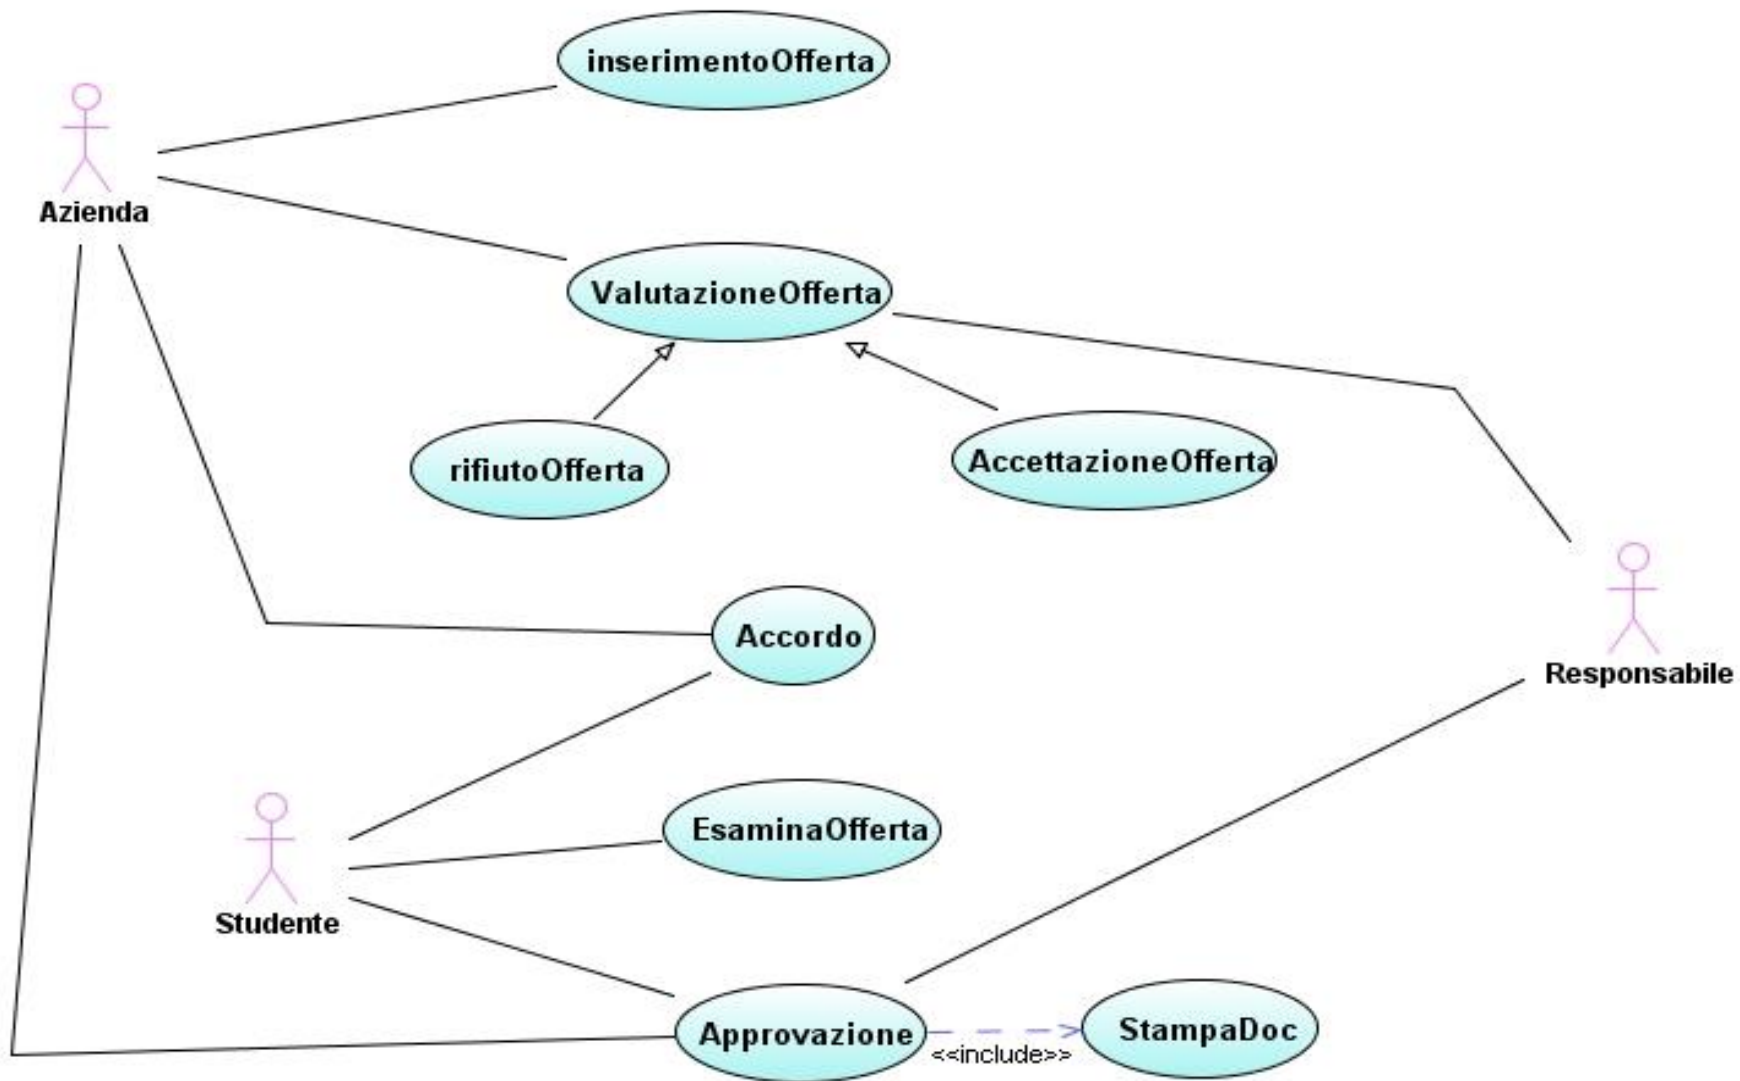 inserimentoOfferta
Azienda
ValutazioneOfferta
rifiutoOfferta
AccettazioneOfferta
Accordo
Responsabile
EsaminaOfferta
Studente
Approvazione
<<include>>
StampaDoc